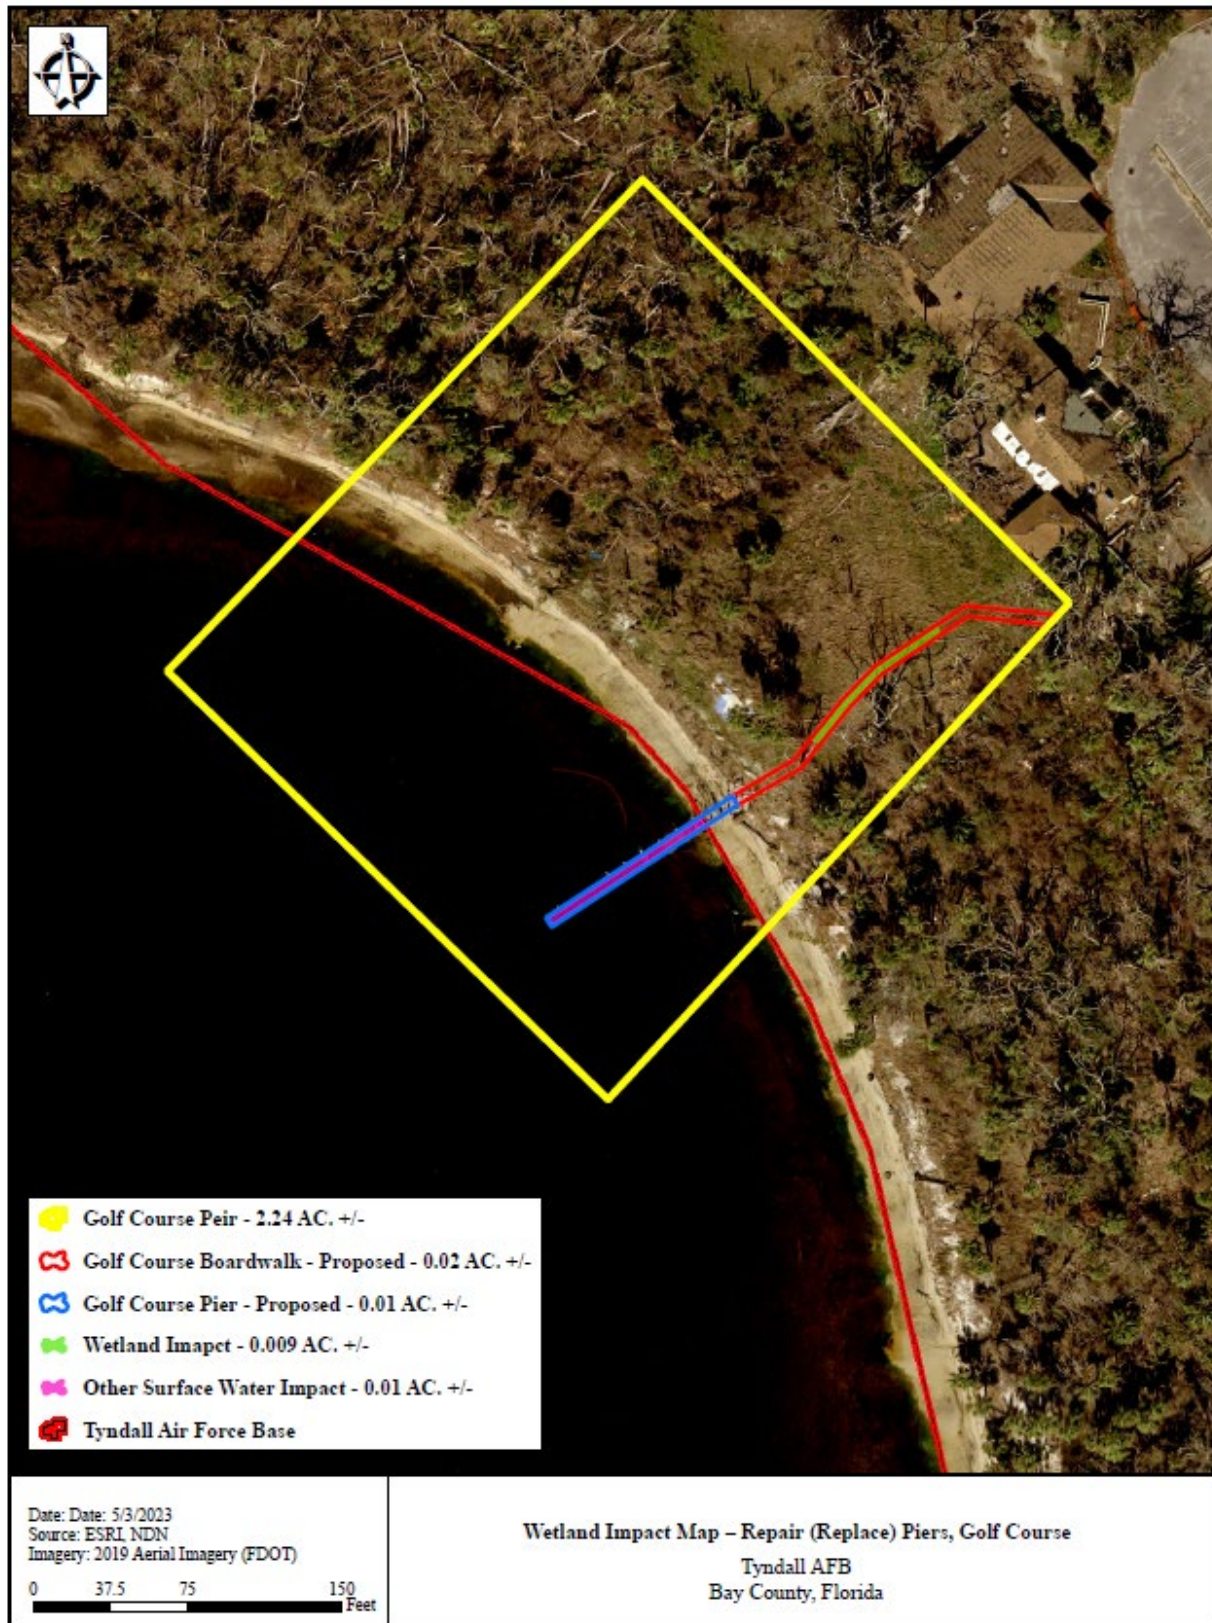 Golf Course Peir - 2.24 AC. +/-
Golf Course Boardwalk - Proposed - 0.02 AC. +/-
Golf Course Pier - Proposed - 0.01 AC. +/-
Wetland Imapct - 0.009 AC. +/-
Other Surface Water Impact - 0.01 AC. +/-
Tyndall Air Force Base
Date: Date: 5/3/2023
Source: ESRI, NDN
Imagery: 2019 Aerial Imagery (FDOT)
0 37.5 75 150
Feet
Wetland Impact Map – Repair (Replace) Piers, Golf Course
Tyndall AFB
Bay County, Florida